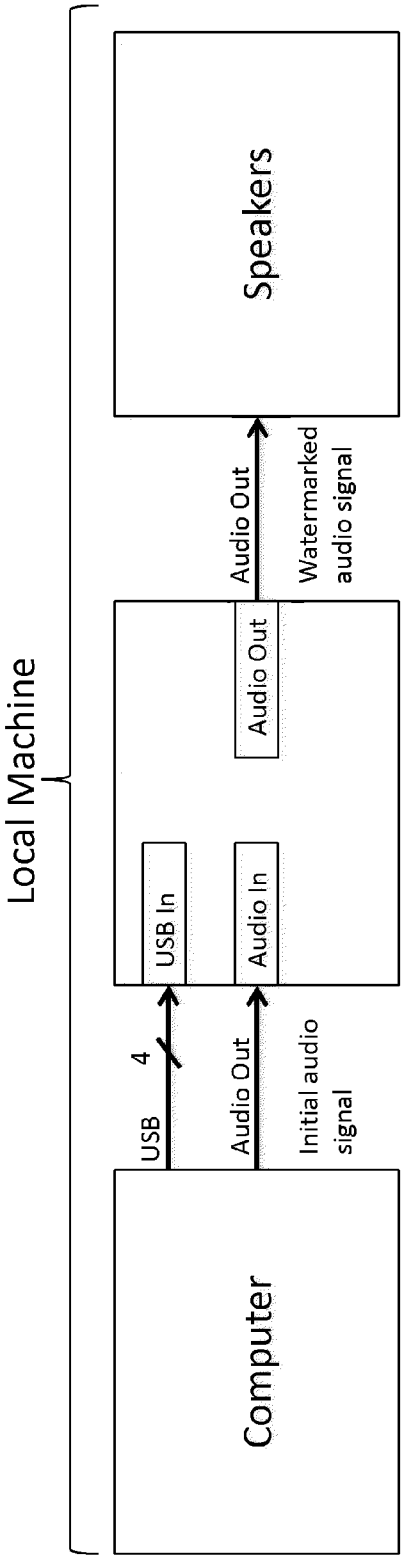 Local Machine
Computer
USB
4
Audio Out
Initial audio
signal
USB In
Audio In
Audio Out
Audio Out
Watermarked
audio signal
Speakers